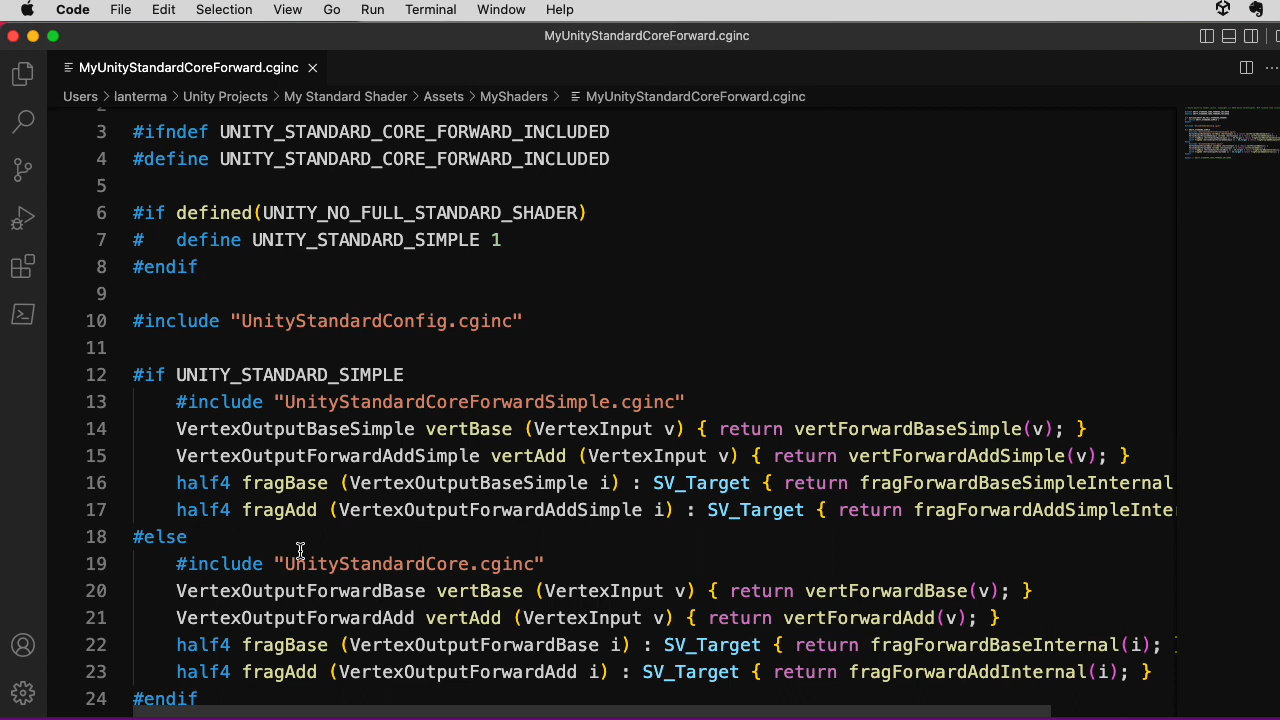 Code File Edit Selection View Go Run Terminal Window Help
MyUnityStandardCoreForward.cginc
MyUnityStandardCoreForward.cginc
Users > lanterma > Unity Projects > My Standard Shader > Assets > MyShaders > MyUnityStandardCoreForward.cginc
3 #ifndef UNITY_STANDARD_CORE_FORWARD_INCLUDED
4 #define UNITY_STANDARD_CORE_FORWARD_INCLUDED
5
6 #if defined(UNITY_NO_FULL_STANDARD_SHADER)
7 #   define UNITY_STANDARD_SIMPLE 1
8 #endif
9
10 #include "UnityStandardConfig.cginc"
11
12 #if UNITY_STANDARD_SIMPLE
13     #include "UnityStandardCoreForwardSimple.cginc"
14     VertexOutputBaseSimple vertBase (VertexInput v) { return vertForwardBaseSimple(v); }
15     VertexOutputForwardAddSimple vertAdd (VertexInput v) { return vertForwardAddSimple(v); }
16     half4 fragBase (VertexOutputBaseSimple i) : SV_Target { return fragForwardBaseSimpleInternal
17     half4 fragAdd (VertexOutputForwardAddSimple i) : SV_Target { return fragForwardAddSimpleInter
18 #else
19     #include "UnityStandardCore.cginc"
20     VertexOutputForwardBase vertBase (VertexInput v) { return vertForwardBase(v); }
21     VertexOutputForwardAdd vertAdd (VertexInput v) { return vertForwardAdd(v); }
22     half4 fragBase (VertexOutputForwardBase i) : SV_Target { return fragForwardBaseInternal(i); }
23     half4 fragAdd (VertexOutputForwardAdd i) : SV_Target { return fragForwardAddInternal(i); }
24 #endif